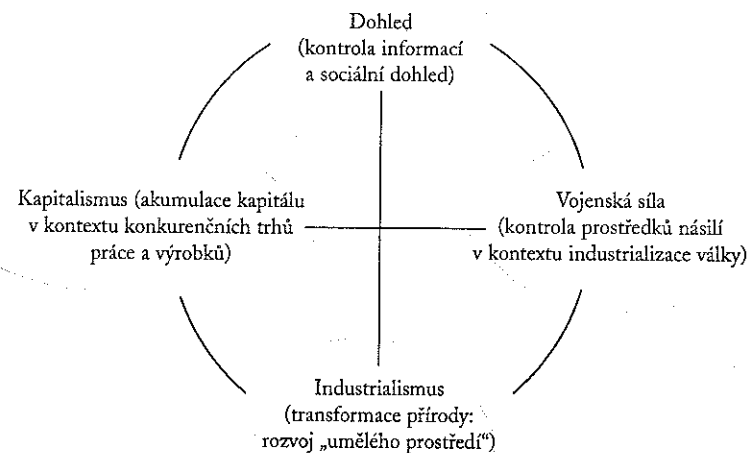 Dohled
(kontrola informací
a sociální dohled)
Kapitalismus (akumulace kapitálu
v kontextu konkurenčních trhů
práce a výrobků)
Vojenská síla
(kontrola prostředků násilí
v kontextu industrializace války)
Industrialismus
(transformace přírody:
rozvoj „umělého prostředí“)